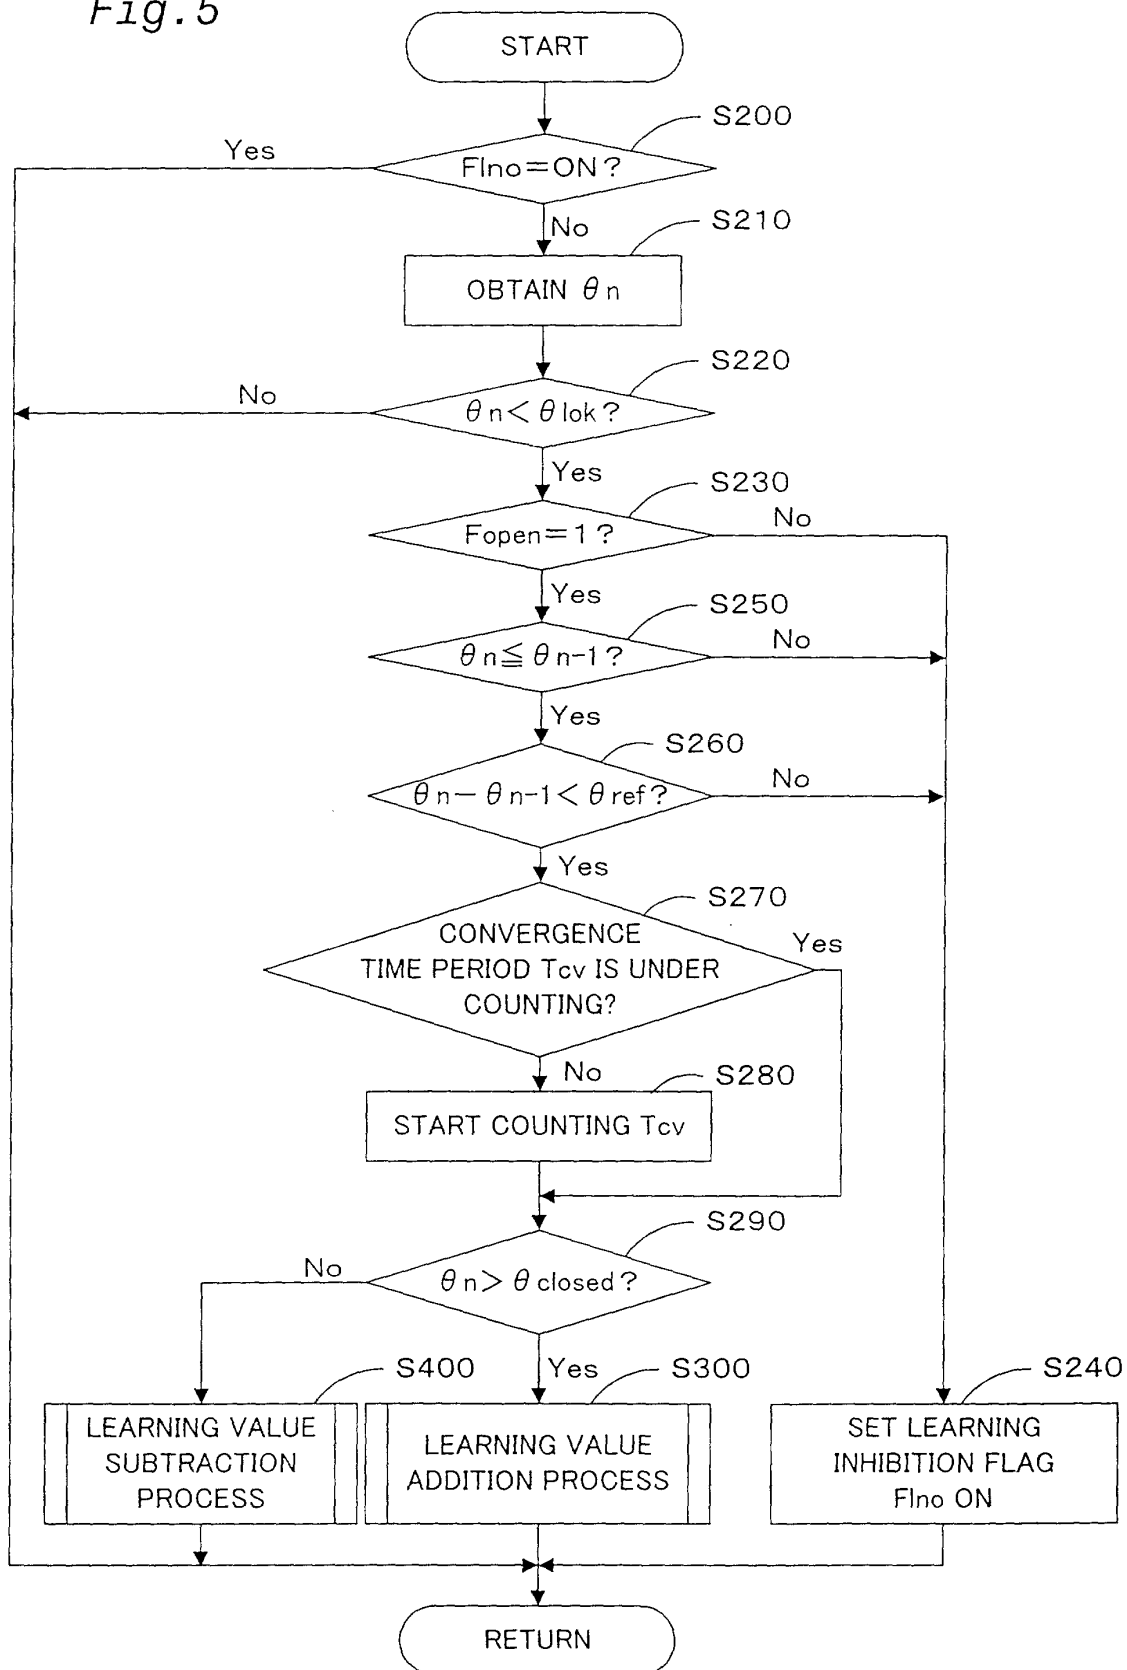 Fig.5
START
S200
Yes
Flno=ON?
No
S210
OBTAIN θn
S220
No
θn<θlok?
Yes
S230
Fopen=1?
No
Yes
S250
θn≦θn-1?
No
Yes
S260
θn-θn-1<θref?
No
Yes
S270
CONVERGENCE
TIME PERIOD Tcv IS UNDER
COUNTING?
Yes
No
S280
START COUNTING Tcv
S290
No
θn>θclosed?
Yes
S400
S300
S240
LEARNING VALUE
SUBTRACTION
PROCESS
LEARNING VALUE
ADDITION PROCESS
SET LEARNING
INHIBITION FLAG
Flno ON
RETURN